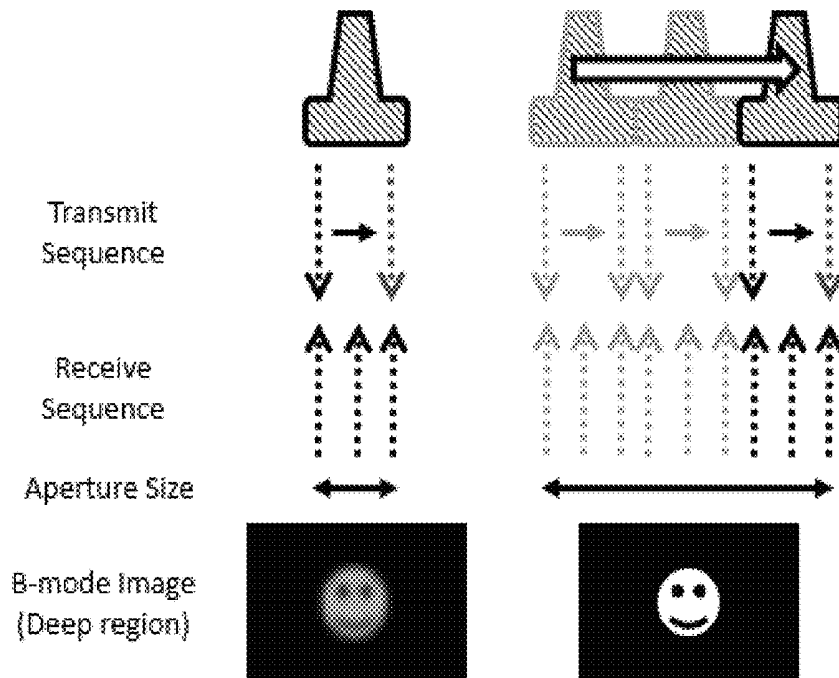 Transmit
Sequence
Receive
Sequence
Aperture Size
B-mode Image
(Deep region)